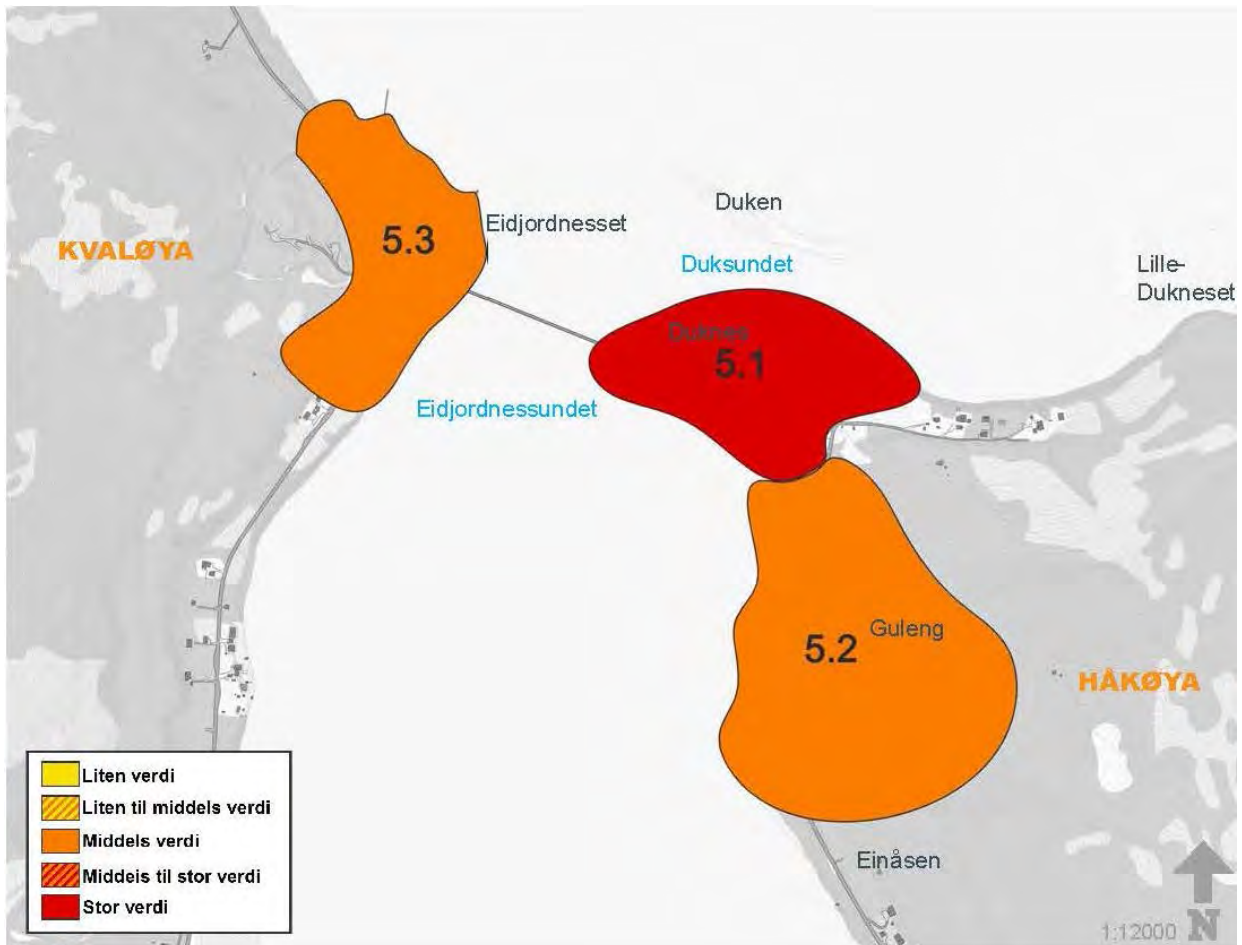 Duken
5.3
Eidjordnesset
KVALØYA
Duksundet
Lille-
Dukneset
Duknes
5.1
Eidjordnessundet
Guleng
5.2
HÅKØYA
Liten verdi
Liten til middels verdi
Middels verdi
Middels til stor verdi
Stor verdi
Einåsen
1:12000
N